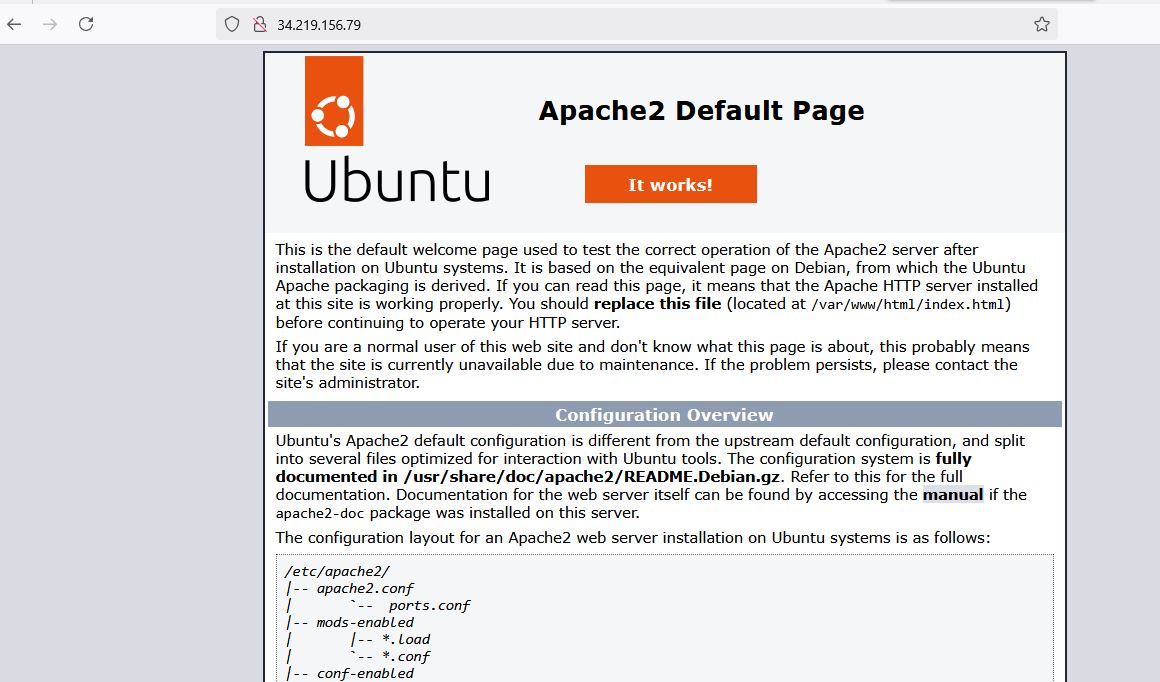 34.219.156.79
Apache2 Default Page
Ubuntu
It works!
This is the default welcome page used to test the correct operation of the Apache2 server after
installation on Ubuntu systems. It is based on the equivalent page on Debian, from which the Ubuntu
Apache packaging is derived. If you can read this page, it means that the Apache HTTP server installed
at this site is working properly. You should replace this file (located at /var/www/html/index.html)
before continuing to operate your HTTP server.
If you are a normal user of this web site and don't know what this page is about, this probably means
that the site is currently unavailable due to maintenance. If the problem persists, please contact the
site's administrator.
Configuration Overview
Ubuntu's Apache2 default configuration is different from the upstream default configuration, and split
into several files optimized for interaction with Ubuntu tools. The configuration system is fully
documented in /usr/share/doc/apache2/README.Debian.gz. Refer to this for the full
documentation. Documentation for the web server itself can be found by accessing the manual if the
apache2-doc package was installed on this server.
The configuration layout for an Apache2 web server installation on Ubuntu systems is as follows:
/etc/apache2/
|-- apache2.conf
|       `--  ports.conf
|-- mods-enabled
|       |-- *.load
|       `-- *.conf
|-- conf-enabled